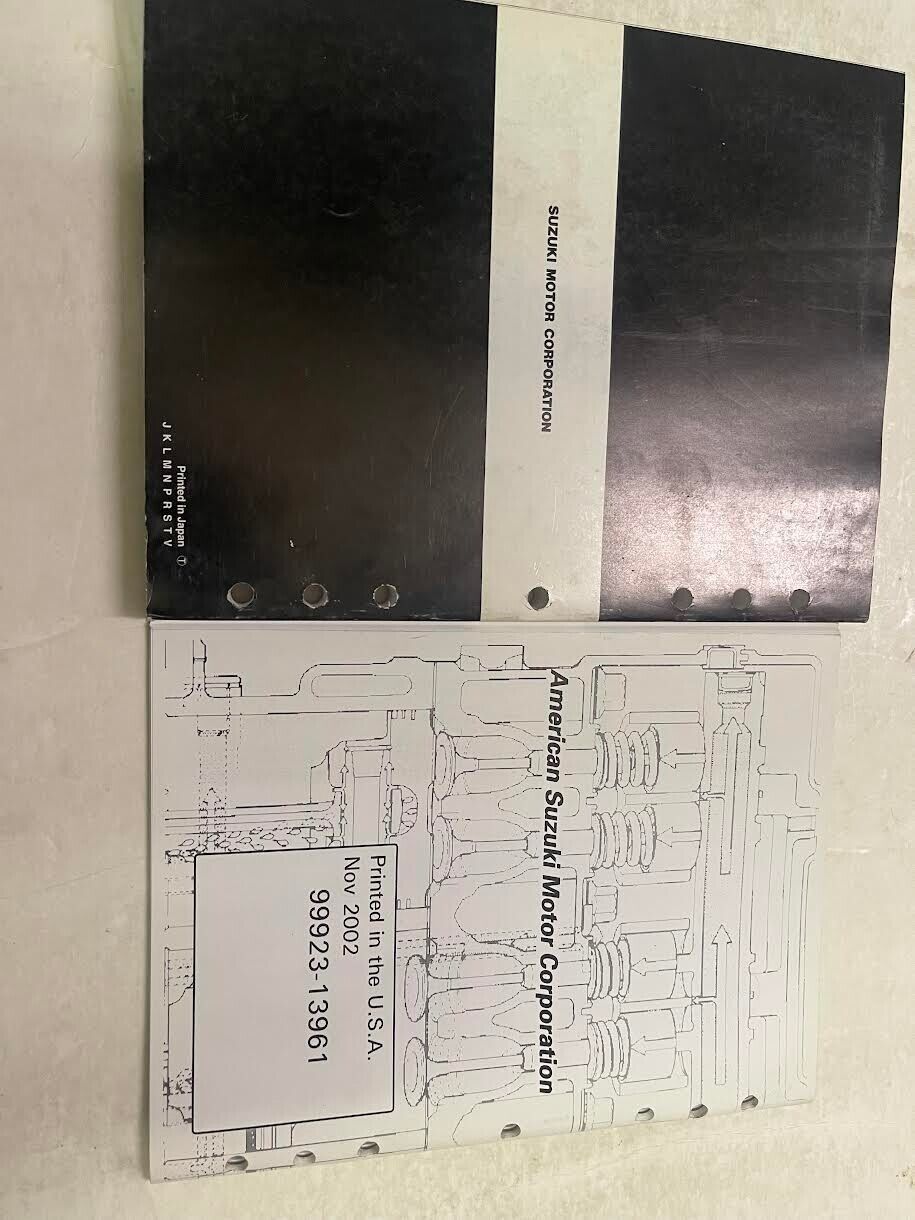 SUZUKI MOTOR CORPORATION
Printed in Japan Ⓣ
J K L M N P R S T V
American Suzuki Motor Corporation
Printed in the U.S.A.
Nov 2002
99923-13961